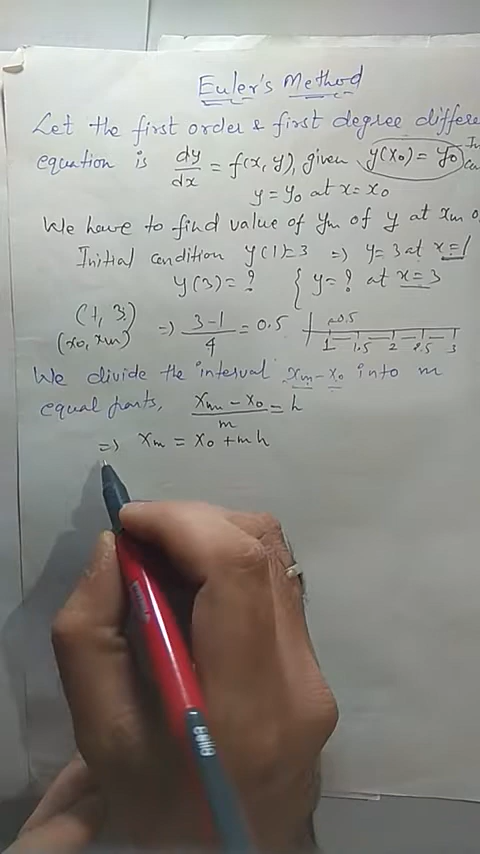 Euler's Method
Let the first order & first degree differe
equation is dy/dx = f(x, y), given y(x₀) = y₀
y = y₀ at x = x₀
We have to find value of yₘ of y at xₘ
Initial condition y(1)=3 => y = 3 at x = 1
y(3) = ? { y = ? at x = 3
(1, 3) => 3-1/4 = 0.5
(x₀, xₘ) 1 1.5 2 2.5 3
We divide the interval xₘ - x₀ into m
equal parts, xₘ - x₀/m = h
=> xₘ = x₀ + mh